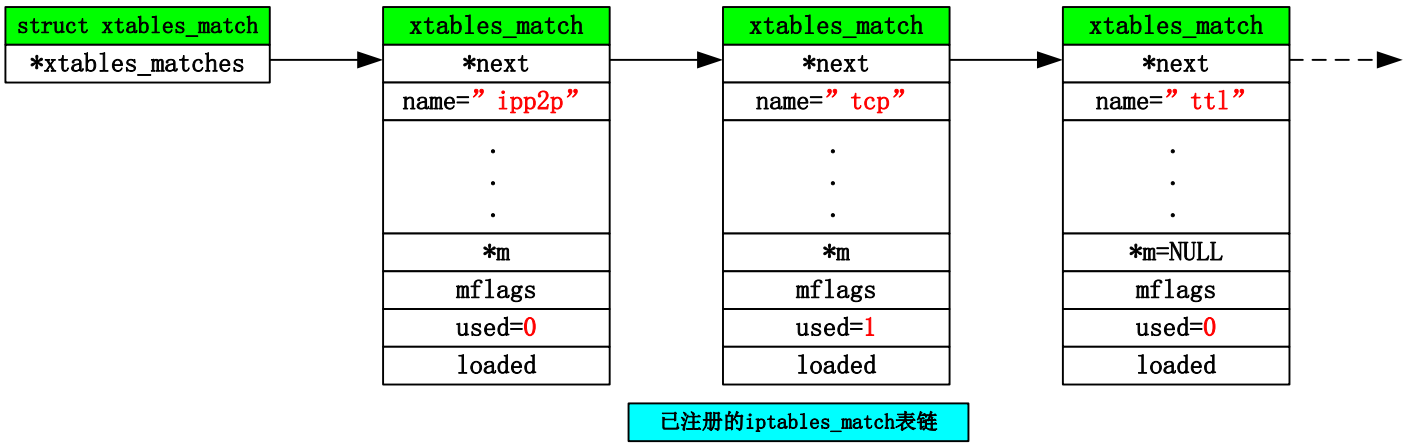 struct xtables_match
*xtables_matches
xtables_match
*next
name=” ipp2p”
.
.
.
*m
mflags
used=0
loaded
xtables_match
*next
name=” tcp”
.
.
.
*m
mflags
used=1
loaded
xtables_match
*next
name=” ttl”
.
.
.
*m=NULL
mflags
used=0
loaded
已注册的iptables_match表链